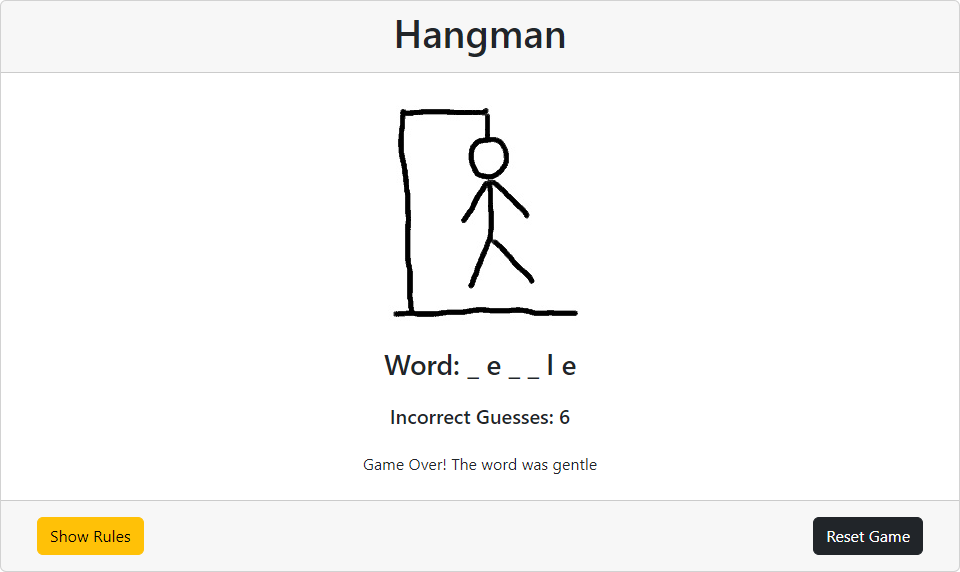 Hangman
Word: _ e _ _ l e
Incorrect Guesses: 6
Game Over! The word was gentle
Show Rules
Reset Game